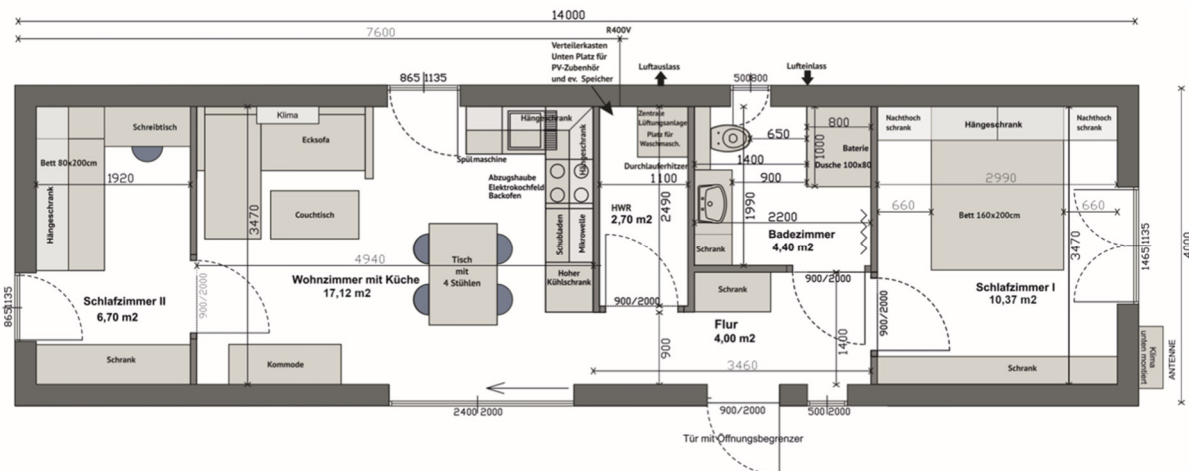 14000
7600
R400V
Verteilerkasten
Unten Platz für
PV-Zubenhör
und ev. Speicher
Luftauslass
Lufteinlass
865 1135
500 800
Klima
Ecksofa
Schreibtisch
Bett 80x200cm
1920
Hängeschrank
3470
Couchtisch
Hängeschrank
Hängeschrank
Spülmaschine
Abzugshaube
Elektrokochfeld
Backofen
Schubladen
Mikrowelle
Hoher
Kühlschrank
Zentrale
Lüftungsanlage
Platz für
Waschmasch.
Durchlauferhitzer
1100
2490
HWR
2,70 m2
650
800
1000
Baterie
Dusche 100x80
1400
900
1990
2200
Badezimmer
4,40 m2
Schrank
Nachthoch
schrank
Hängeschrank
Nachthoch
schrank
2990
660
660
Bett 160x200cm
3470
1465 1135
4000
4940
Tisch
mit
4 Stühlen
Wohnzimmer mit Küche
17,12 m2
Schlafzimmer II
6,70 m2
865 1135
900/2000
Schrank
Kommode
900/2000
900/2000
900/2000
Schrank
Flur
4,00 m2
900
1400
3460
Schlafzimmer I
10,37 m2
Schrank
Klima
unten montiert
ANTENNE
2400 2000
900/2000
500 2000
Tür mit Öffnungsbegrenzer